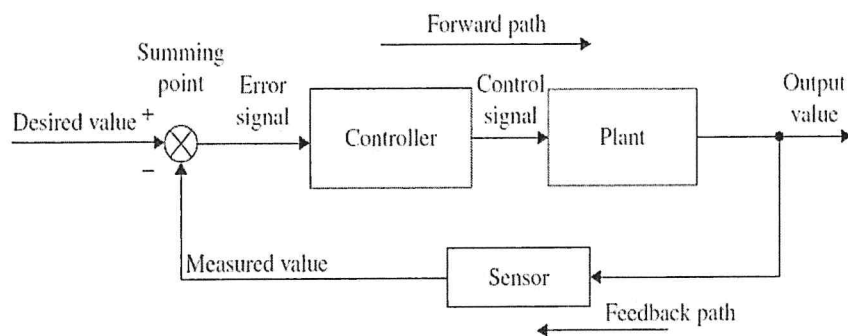 Forward path
Summing
point
Error
signal
Control
signal
Output
value
Desired value
+
−
Controller
Plant
Measured value
Sensor
Feedback path